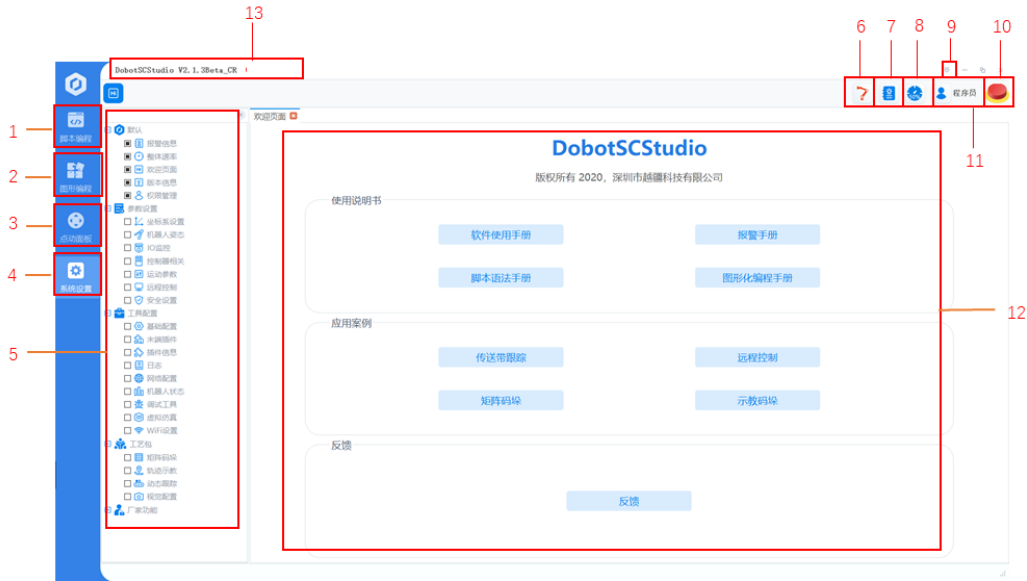 13
6 7 8 9 10
DobotSCStudio V2.1.3Beta_CR !
程序员
11
欢迎页面
1 脚本编程
2 图形编程
3 点动面板
4 系统设置
5
默认
报警信息
整体速率
欢迎页面
版本信息
权限管理
参数设置
坐标系设置
机器人姿态
IO监控
控制器相关
运动参数
远程控制
安全设置
工具配置
基础配置
末端插件
插件信息
日志
网络配置
机器人状态
调试工具
虚拟仿真
WiFi设置
工艺包
矩阵码垛
轨迹示教
动态跟踪
视觉配置
厂家功能
DobotSCStudio
版权所有 2020，深圳市越疆科技有限公司
使用说明书
软件使用手册 报警手册
脚本语法手册 图形化编程手册
12
应用案例
传送带跟踪 远程控制
矩阵码垛 示教码垛
反馈
反馈